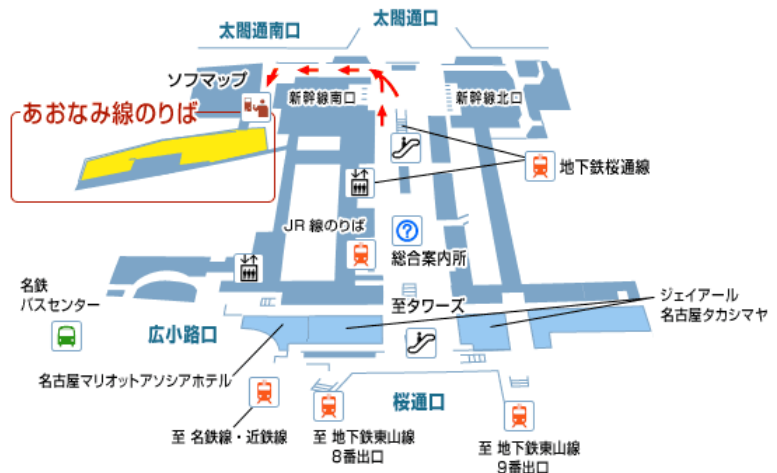 太閤通南口
太閤通口
ソフマップ
新幹線南口
新幹線北口
あおなみ線のりば
地下鉄桜通線
JR線のりば
総合案内所
名鉄
バスセンター
至タワーズ
ジェイアール
名古屋タカシマヤ
広小路口
名古屋マリオットアソシアホテル
桜通口
至 名鉄線・近鉄線
至 地下鉄東山線
8番出口
至 地下鉄東山線
9番出口